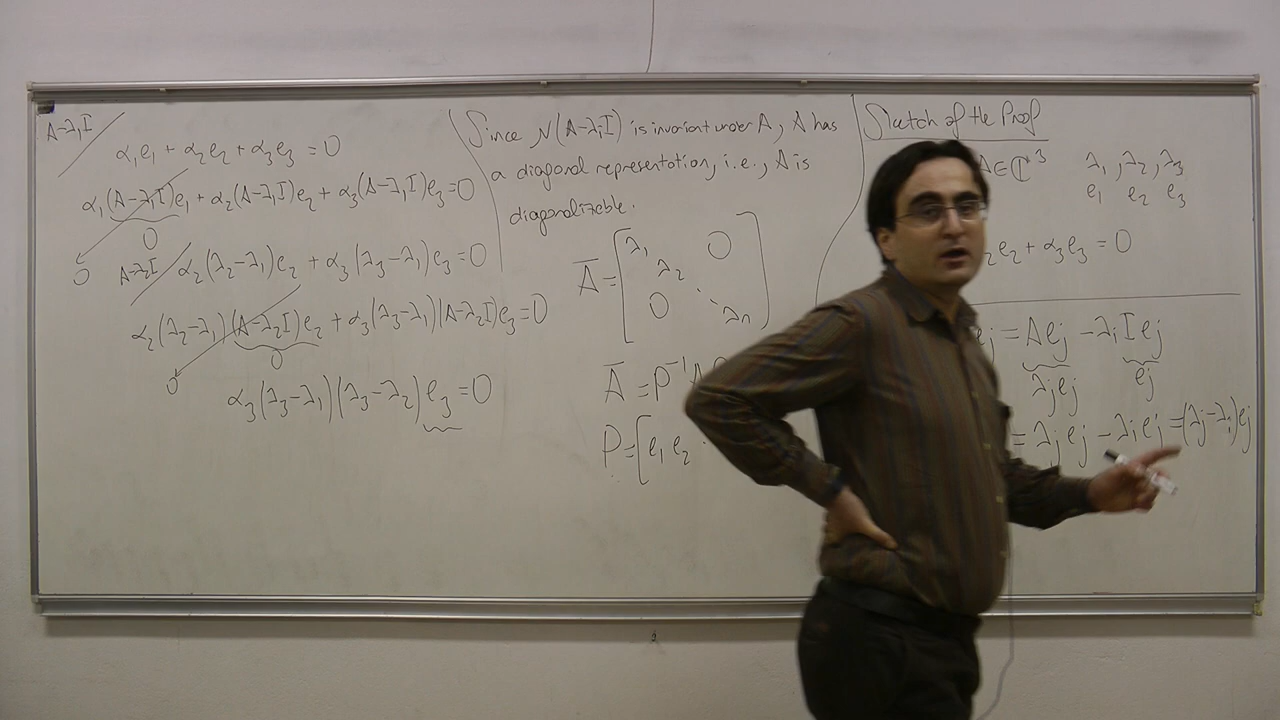 A-λ₁I
α₁e₁ + α₂e₂ + α₃e₃ = 0
α₁(A-λ₁I)e₁ + α₂(A-λ₁I)e₂ + α₃(A-λ₁I)e₃ = 0
0
0
A-λ₂I
α₂(λ₂-λ₁)e₂ + α₃(λ₃-λ₁)e₃ = 0
α₂(λ₂-λ₁)(A-λ₂I)e₂ + α₃(λ₃-λ₁)(A-λ₂I)e₃ = 0
0
0
α₃(λ₃-λ₁)(λ₃-λ₂)e₃ = 0
Since N(A-λᵢI) is invariant under A, A has
a diagonal representation, i.e., A is
diagonalizable.
A̅ = [λ₁ 0
λ₂ ⋱
0 λn]
A̅ = P⁻¹A
P = [e₁ e₂ .
Sketch of the Proof
A∈ℂ³ λ₁, λ₂, λ₃
e₁ e₂ e₃
₂e₂ + α₃e₃ = 0
eⱼ = Aeⱼ - λᵢIeⱼ
λⱼeⱼ eⱼ
= λⱼeⱼ - λᵢeⱼ = (λⱼ-λᵢ)eⱼ